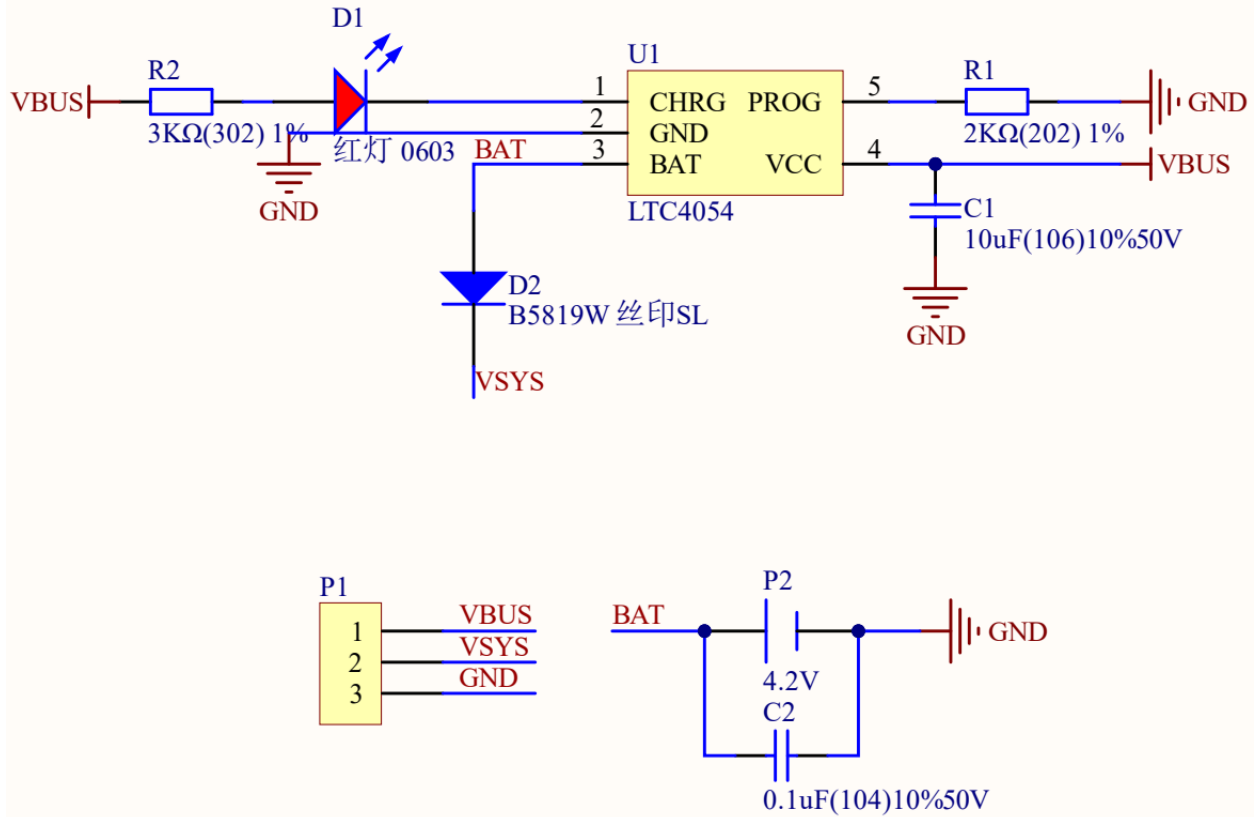 D1
U1
R2
R1
VBUS
1
CHRG
PROG
5
GND
2
GND
3KΩ(302) 1%
红灯 0603
BAT
3
BAT
VCC
4
2KΩ(202) 1%
VBUS
GND
LTC4054
C1
10uF(106)10%50V
D2
B5819W 丝印SL
GND
VSYS
P1
P2
1
VBUS
BAT
2
VSYS
GND
3
GND
4.2V
C2
0.1uF(104)10%50V